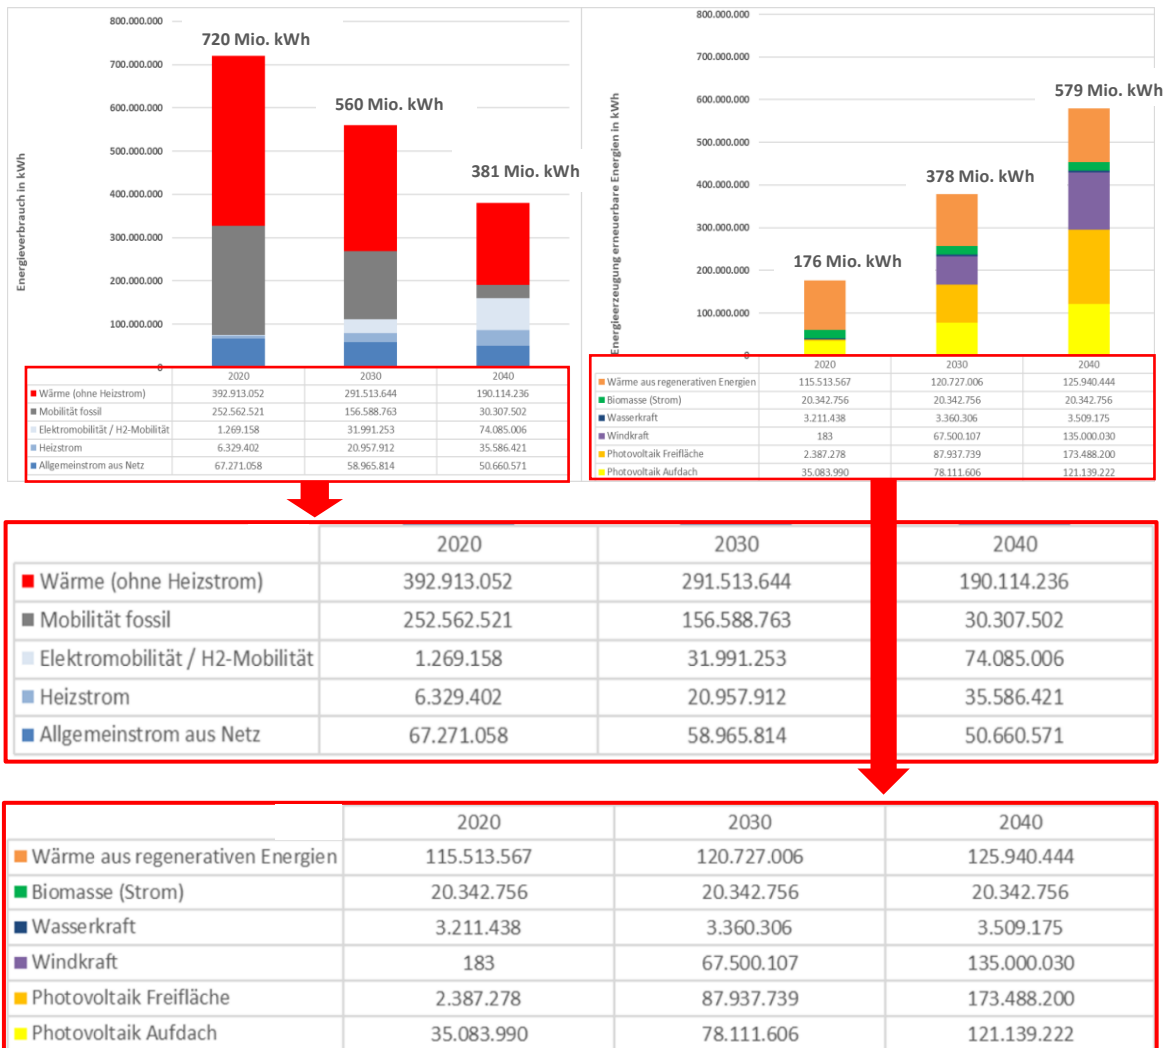 800.000.000
720 Mio. kWh
700.000.000
600.000.000
560 Mio. kWh
500.000.000
400.000.000
381 Mio. kWh
300.000.000
200.000.000
100.000.000
0
Energieverbrauch in kWh
2020 2030 2040
Wärme (ohne Heizstrom) 392.913.052 291.513.644 190.114.236
Mobilität fossil 252.562.521 156.588.763 30.307.502
Elektromobilität / H2-Mobilität 1.269.158 31.991.253 74.085.006
Heizstrom 6.329.402 20.957.912 35.586.421
Allgemeinstrom aus Netz 67.271.058 58.965.814 50.660.571
800.000.000
700.000.000
600.000.000
579 Mio. kWh
500.000.000
400.000.000
378 Mio. kWh
300.000.000
200.000.000
176 Mio. kWh
100.000.000
0
Energieerzeugung erneuerbare Energien in kWh
2020 2030 2040
Wärme aus regenerativen Energien 115.513.567 120.727.006 125.940.444
Biomasse (Strom) 20.342.756 20.342.756 20.342.756
Wasserkraft 3.211.438 3.360.306 3.509.175
Windkraft 183 67.500.107 135.000.030
Photovoltaik Freifläche 2.387.278 87.937.739 173.488.200
Photovoltaik Aufdach 35.083.990 78.111.606 121.139.222
2020 2030 2040
Wärme (ohne Heizstrom) 392.913.052 291.513.644 190.114.236
Mobilität fossil 252.562.521 156.588.763 30.307.502
Elektromobilität / H2-Mobilität 1.269.158 31.991.253 74.085.006
Heizstrom 6.329.402 20.957.912 35.586.421
Allgemeinstrom aus Netz 67.271.058 58.965.814 50.660.571
2020 2030 2040
Wärme aus regenerativen Energien 115.513.567 120.727.006 125.940.444
Biomasse (Strom) 20.342.756 20.342.756 20.342.756
Wasserkraft 3.211.438 3.360.306 3.509.175
Windkraft 183 67.500.107 135.000.030
Photovoltaik Freifläche 2.387.278 87.937.739 173.488.200
Photovoltaik Aufdach 35.083.990 78.111.606 121.139.222